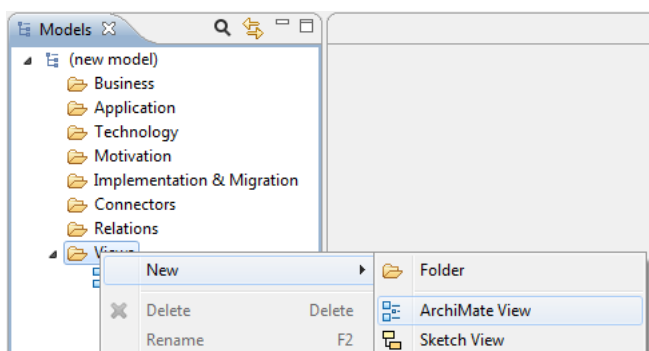 Models
(new model)
Business
Application
Technology
Motivation
Implementation & Migration
Connectors
Relations
Views
New
Folder
Delete Delete
ArchiMate View
Rename F2
Sketch View